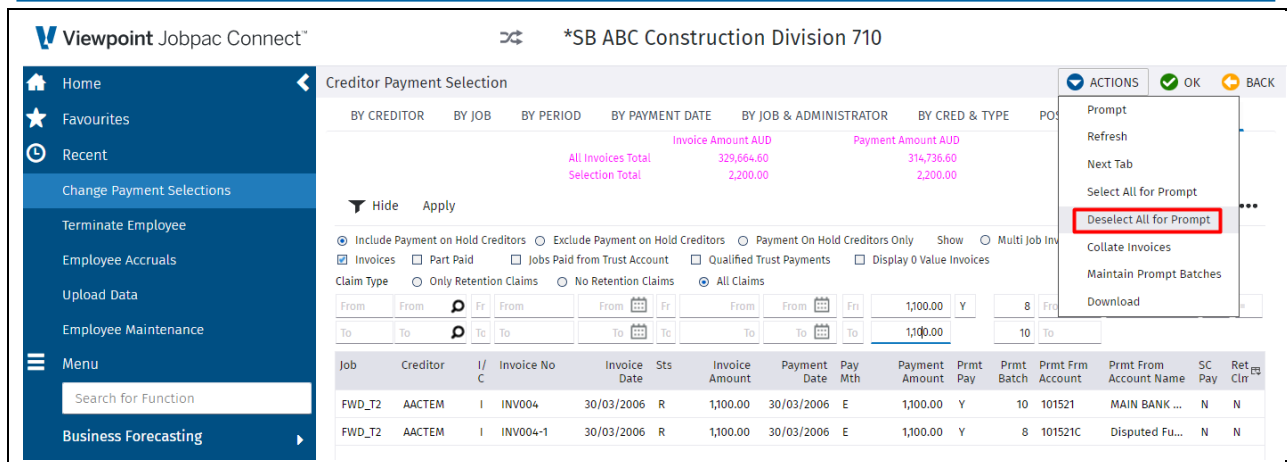 Viewpoint Jobpac Connect™ *SB ABC Construction Division 710
Home Creditor Payment Selection ACTIONS OK BACK
Favourites BY CREDITOR BY JOB BY PERIOD BY PAYMENT DATE BY JOB & ADMINISTRATOR BY CRED & TYPE POS Prompt
Invoice Amount AUD Payment Amount AUD Refresh
Recent All Invoices Total 329,664.60 314,736.60
Selection Total 2,200.00 2,200.00 Next Tab
Change Payment Selections Select All for Prompt
Hide Apply
Terminate Employee Deselect All for Prompt
Include Payment on Hold Creditors Exclude Payment on Hold Creditors Payment On Hold Creditors Only Show Multi Job Inv
Collate Invoices
Employee Accruals Invoices Part Paid Jobs Paid from Trust Account Qualified Trust Payments Display 0 Value Invoices
Maintain Prompt Batches
Claim Type Only Retention Claims No Retention Claims All Claims
Upload Data Download
From From Fr From From Fr From From Fr 1,100.00 Y 8 Fro
Employee Maintenance To To To To To To 1,100.00 10 To
Menu Job Creditor I/C Invoice No Invoice Date Sts Invoice Amount Payment Date Pay Mth Payment Amount Prmt Pay Prmt Batch Prmt Frm Account Prmt From Account Name SC Pay Ret Clm
Search for Function FWD_T2 AACTEM I INV004 30/03/2006 R 1,100.00 30/03/2006 E 1,100.00 Y 10 101521 MAIN BANK ... N N
Business Forecasting FWD_T2 AACTEM I INV004-1 30/03/2006 R 1,100.00 30/03/2006 E 1,100.00 Y 8 101521C Disputed Fu... N N